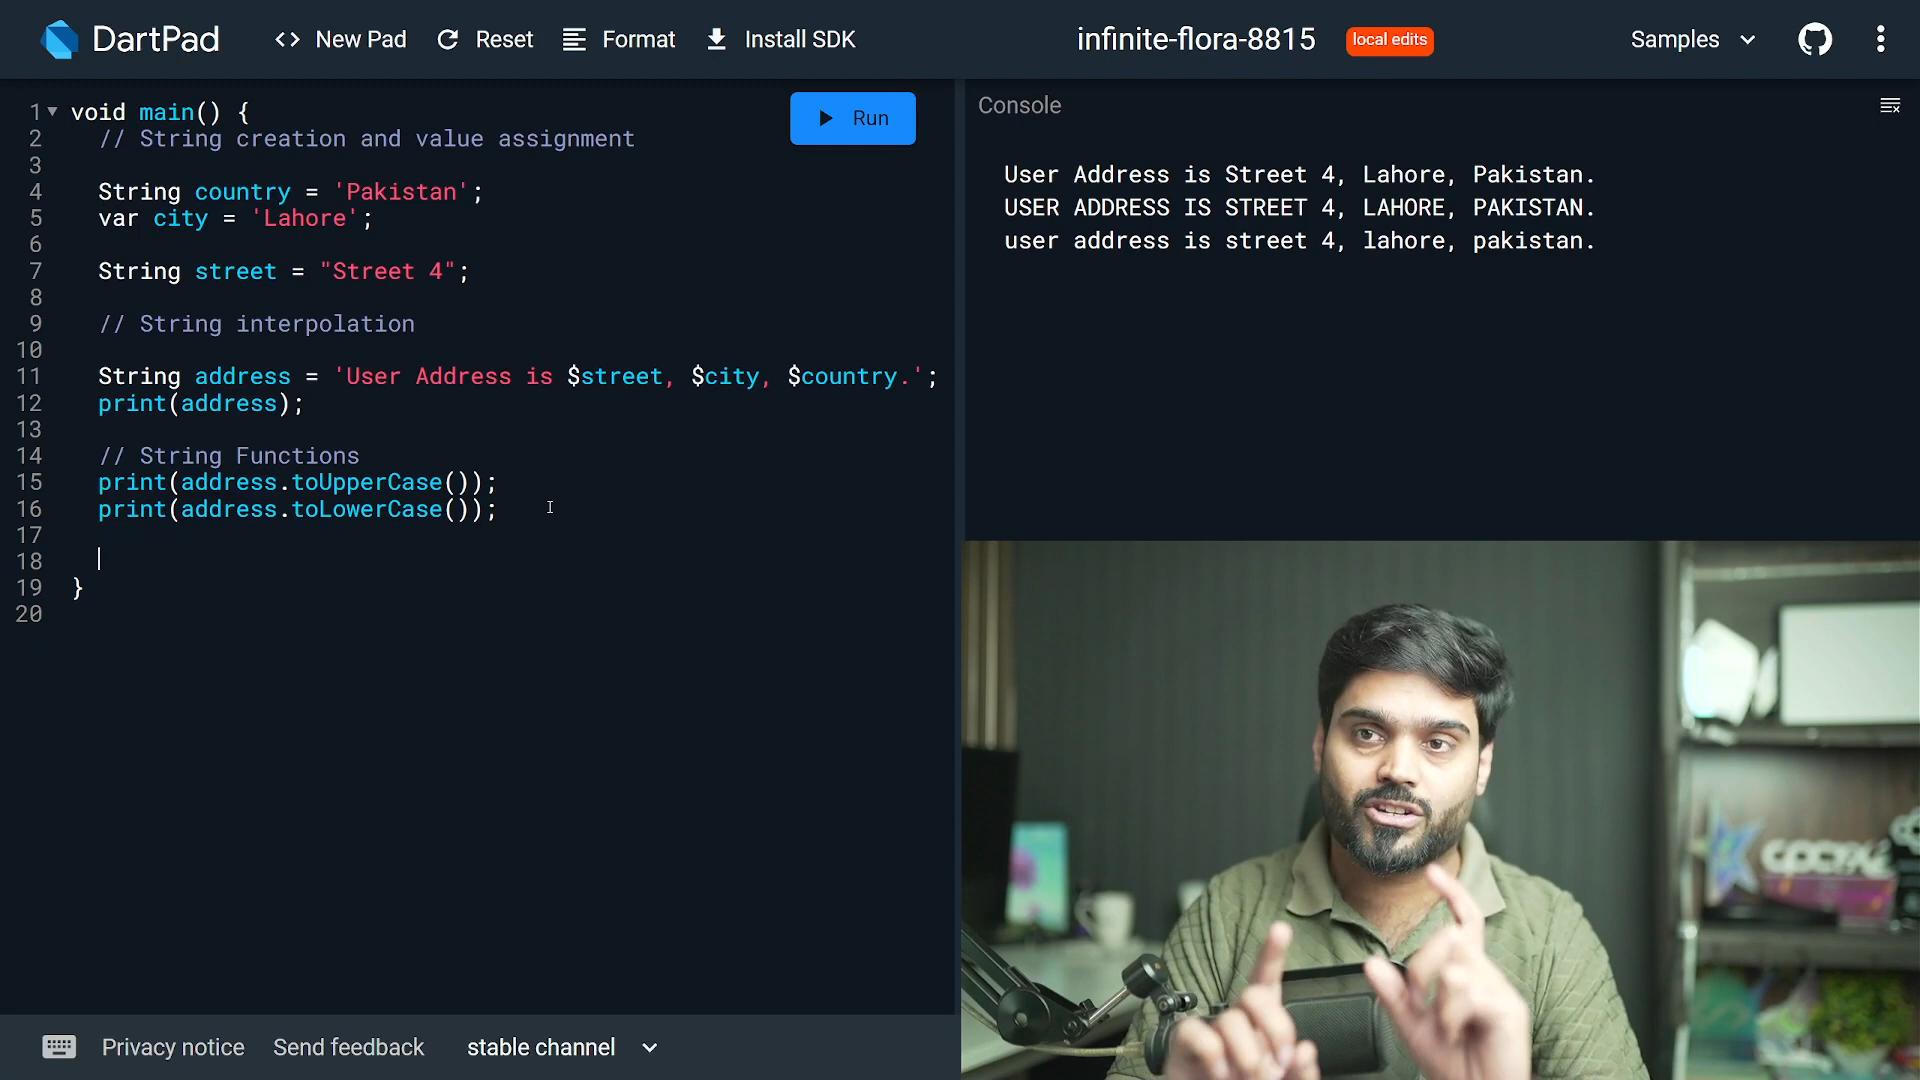 DartPad
<> New Pad
Reset
Format
Install SDK
infinite-flora-8815
local edits
Samples
1 void main() {
2 // String creation and value assignment
3
4 String country = 'Pakistan';
5 var city = 'Lahore';
6
7 String street = "Street 4";
8
9 // String interpolation
10
11 String address = 'User Address is $street, $city, $country.';
12 print(address);
13
14 // String Functions
15 print(address.toUpperCase());
16 print(address.toLowerCase());
17
18
19 }
20
Run
Console
User Address is Street 4, Lahore, Pakistan.
USER ADDRESS IS STREET 4, LAHORE, PAKISTAN.
user address is street 4, lahore, pakistan.
Privacy notice
Send feedback
stable channel